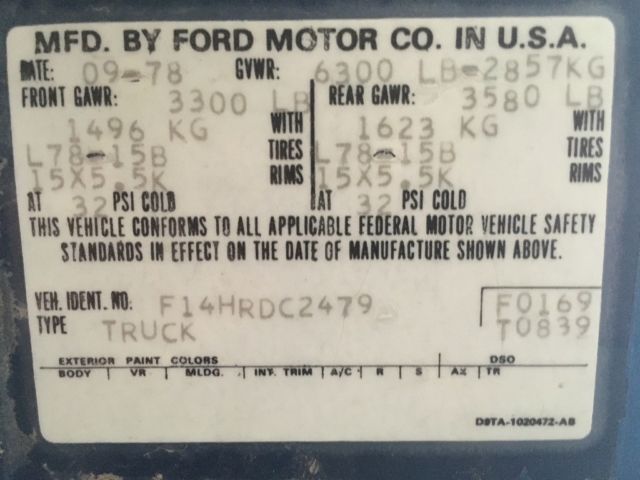 MFD. BY FORD MOTOR CO. IN U.S.A.
DATE: 09-78 GVWR: 6300 LB-2857KG
FRONT GAWR: 3300 LB REAR GAWR: 3580 LB
1496 KG WITH 1623 KG WITH
L78-15B TIRES L78-15B TIRES
15X5.5K RIMS 15X5.5K RIMS
AT 32 PSI COLD AT 32 PSI COLD
THIS VEHICLE CONFORMS TO ALL APPLICABLE FEDERAL MOTOR VEHICLE SAFETY
STANDARDS IN EFFECT ON THE DATE OF MANUFACTURE SHOWN ABOVE.
VEH. IDENT. NO: F14HRDC2479 F0169
TYPE TRUCK T0839
EXTERIOR PAINT COLORS DSO
BODY VR MLDG. INT. TRIM A/C R S AX TR
D8TA-1020472-AB